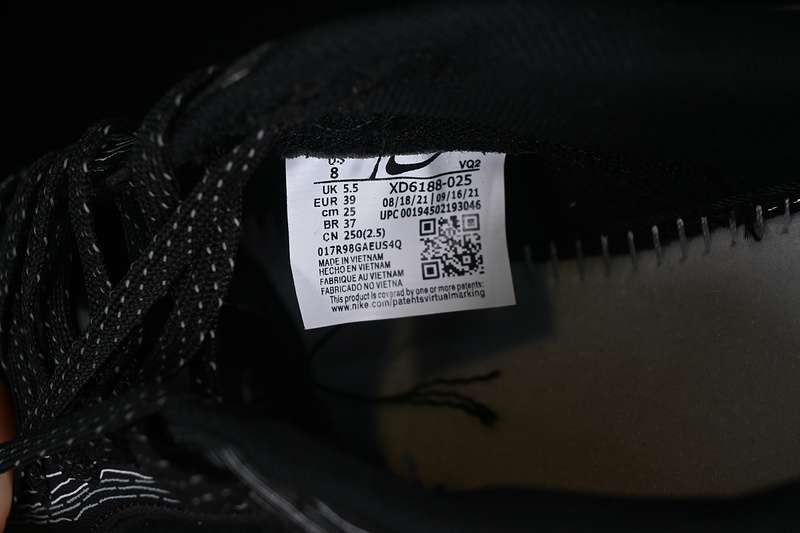 US
8
VQ2
UK 5.5
EUR 39
cm 25
BR 37
CN 250(2.5)
XD6188-025
08/18/21 | 09/16/21
UPC 00194502193046
017R98GAEUS4Q
MADE IN VIETNAM
HECHO EN VIETNAM
FABRIQUE AU VIETNAM
FABRICADO NO VIETNA
This product is covered by one or more patents:
www.nike.com/patentsvirtualmarking